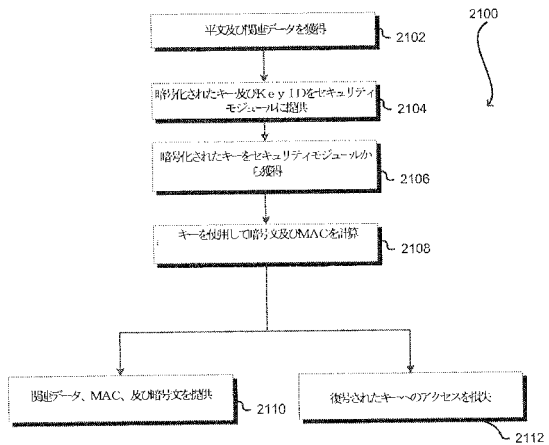 2100
平文及び関連データを獲得
2102
暗号化されたキー及びKeyIDをセキュリティ
モジュールに提供
2104
暗号化されたキーをセキュリティモジュールか
ら獲得
2106
キーを使用して暗号文及びMACを計算
2108
関連データ、MAC、及び暗号文を提供
2110
復号されたキーへのアクセスを損失
2112